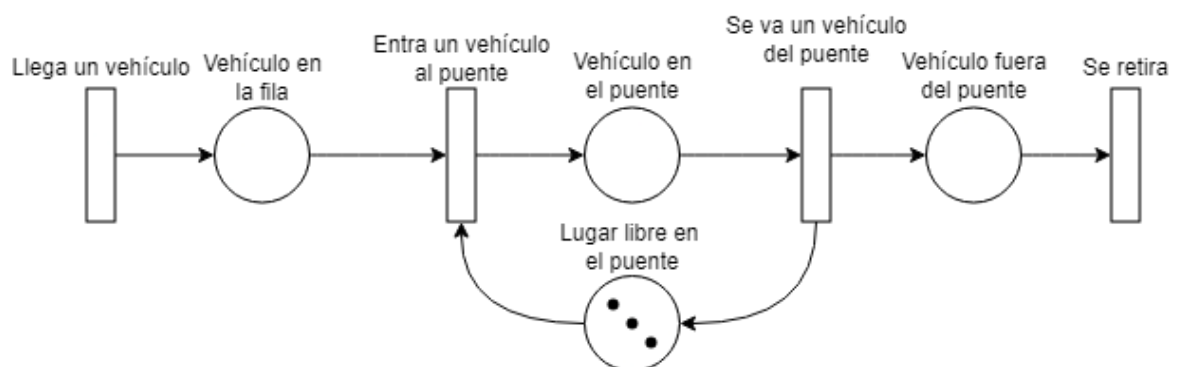 Llega un vehículo
Vehículo en
la fila
Entra un vehículo
al puente
Vehículo en
el puente
Se va un vehículo
del puente
Vehículo fuera
del puente
Se retira
Lugar libre en
el puente